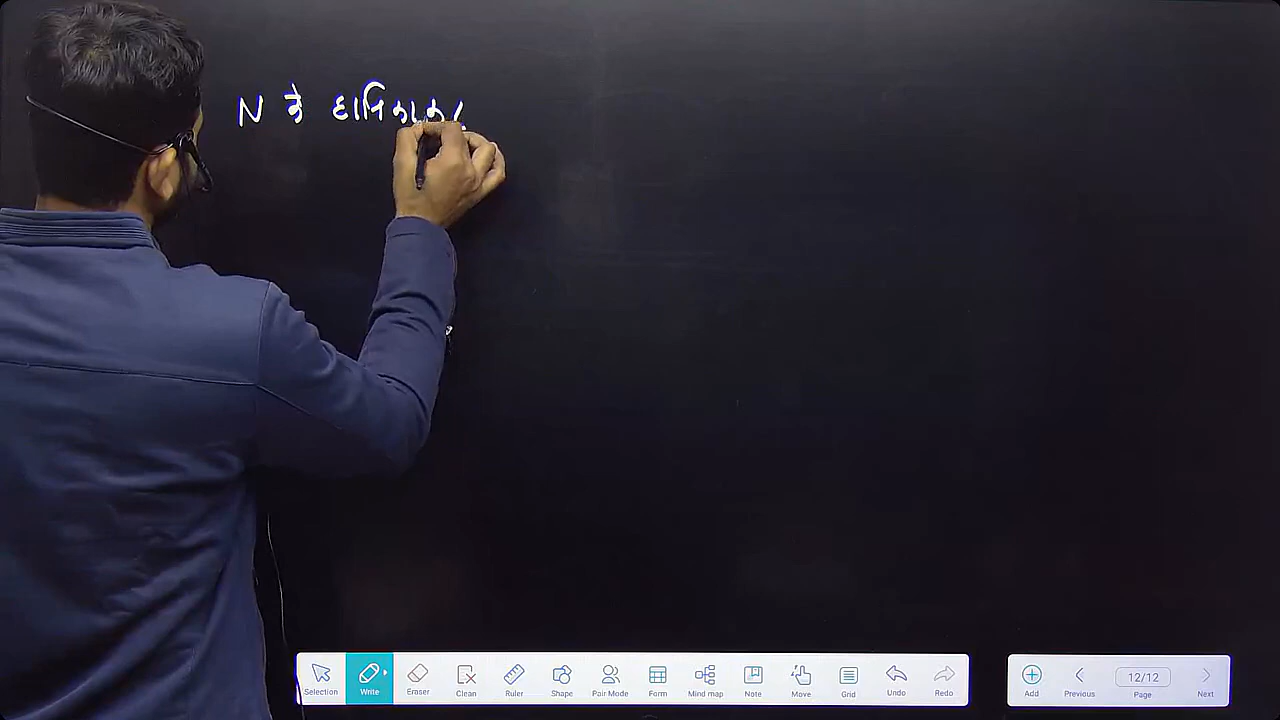 N के
Selection Write Eraser Clean Ruler Shape Pair Mode Form Mind map Note Move Grid Undo Redo Add Previous 12/12 Page Next